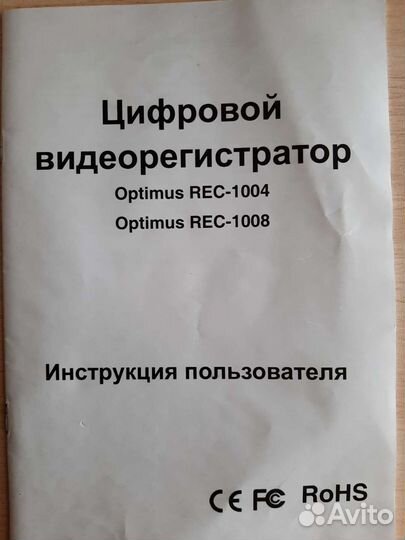 Цифровой
видеорегистратор
Optimus REC-1004
Optimus REC-1008
Инструкция пользователя
CE FC RoHS
Avito